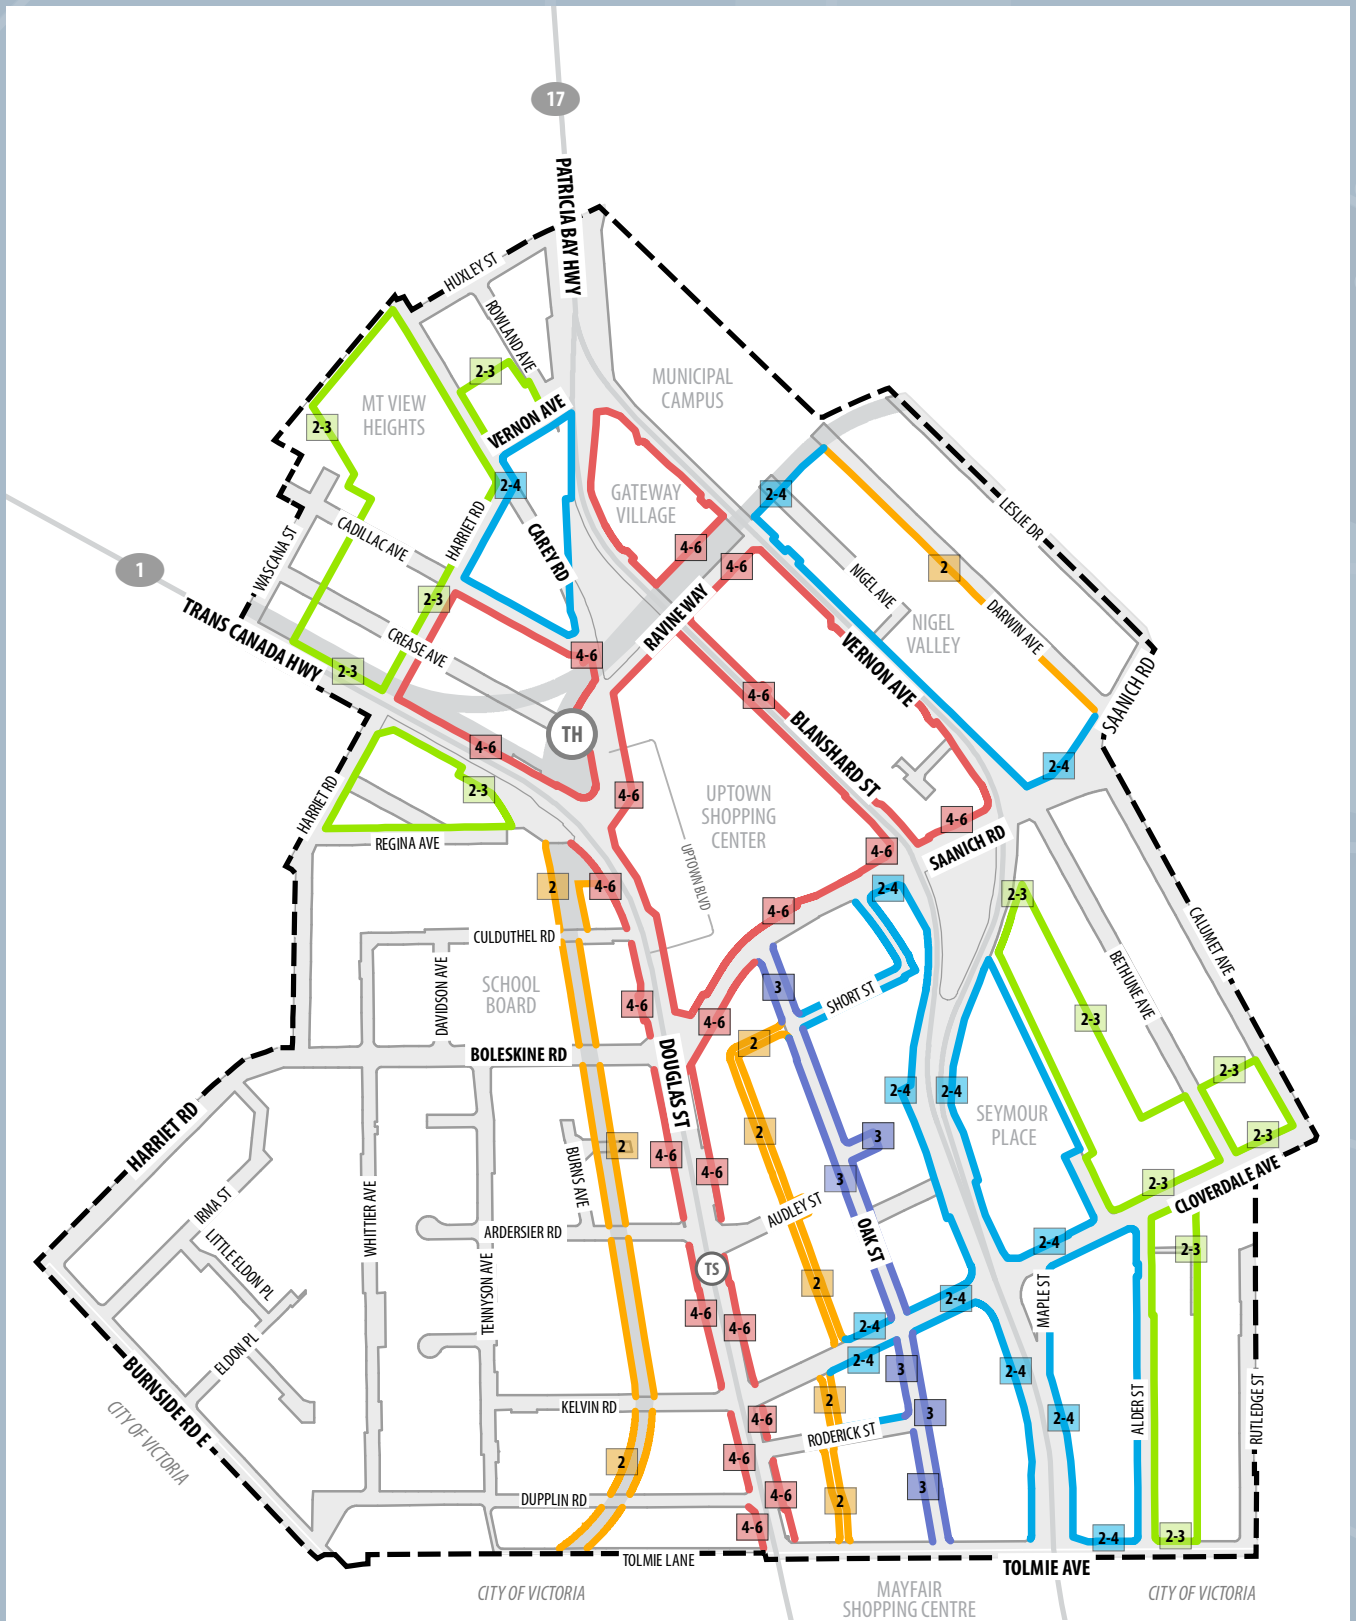 17
PATRICIA BAY HWY
HUXLEY ST
ROWLAND AVE
2-3
MT VIEW
HEIGHTS
2-3
VERNON AVE
MUNICIPAL
CAMPUS
2-4
GATEWAY
VILLAGE
2-4
LESLIE DR
CADILLAC AVE
HARRIET RD
CAREY RD
WASCANA ST
4-6
4-6
2
NIGEL AVE
1
TRANS CANADA HWY
2-3
RAVINE WAY
NIGEL
VALLEY
DARWIN AVE
CREASE AVE
4-6
VERNON AVE
2-3
4-6
SAANICH RD
TH
4-6
BLANSHARD ST
2-4
HARRIET RD
2-3
4-6
UPTOWN
SHOPPING
CENTER
4-6
SAANICH RD
REGINA AVE
4-6
UPTOWN BLVD
2
4-6
2-4
2-3
4-6
CALUMET AVE
CULDUTHEL RD
BETHUNE AVE
DAVIDSON AVE
SCHOOL
BOARD
3
SHORT ST
4-6
4-6
2-3
BOLESKINE RD
2
DOUGLAS ST
2-3
2-4
2-4
SEYMOUR
PLACE
HARRIET RD
2
2
3
2-3
4-6
4-6
3
BURNS AVE
2-3
CLOVERDALE AVE
IRMA ST
WHITTIER AVE
AUDLEY ST
OAK ST
ARDERSIER RD
2-4
2-3
LITTLE ELDON PL
TS
TENNYSON AVE
2
2-4
MAPLE ST
4-6
4-6
2-4
ELDON PL
2-4
3
2-4
BURNSIDE RD E
2
ALDER ST
RUTLEDGE ST
KELVIN RD
4-6
3
2-4
CITY OF VICTORIA
RODERICK ST
2
4-6
3
DUPPLIN RD
4-6
2
4-6
2-4
2-3
TOLMIE LANE
TOLMIE AVE
CITY OF VICTORIA
MAYFAIR
SHOPPING CENTRE
CITY OF VICTORIA